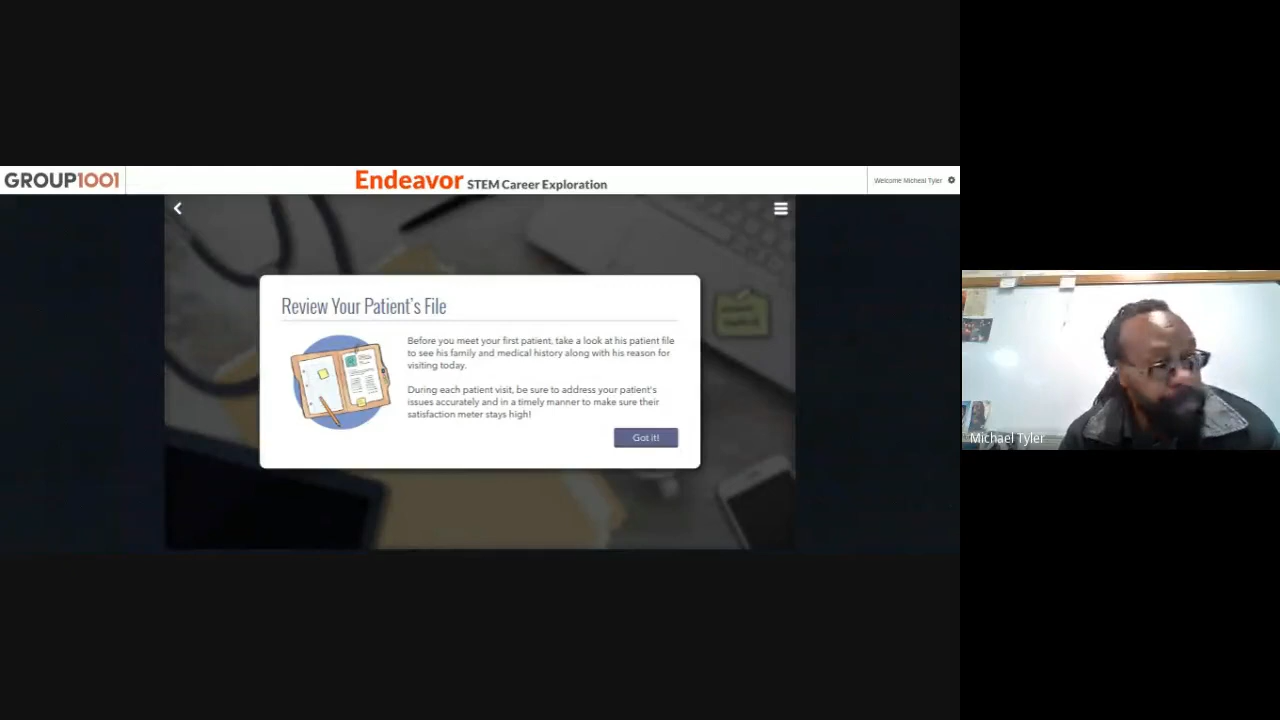 GROUP1001
Endeavor STEM Career Exploration
Welcome Micheal Tyler
Review Your Patient's File
Before you meet your first patient, take a look at his patient file
to see his family and medical history along with his reason for
visiting today.
During each patient visit, be sure to address your patient's
issues accurately and in a timely manner to make sure their
satisfaction meter stays high!
Got it!
Michael Tyler